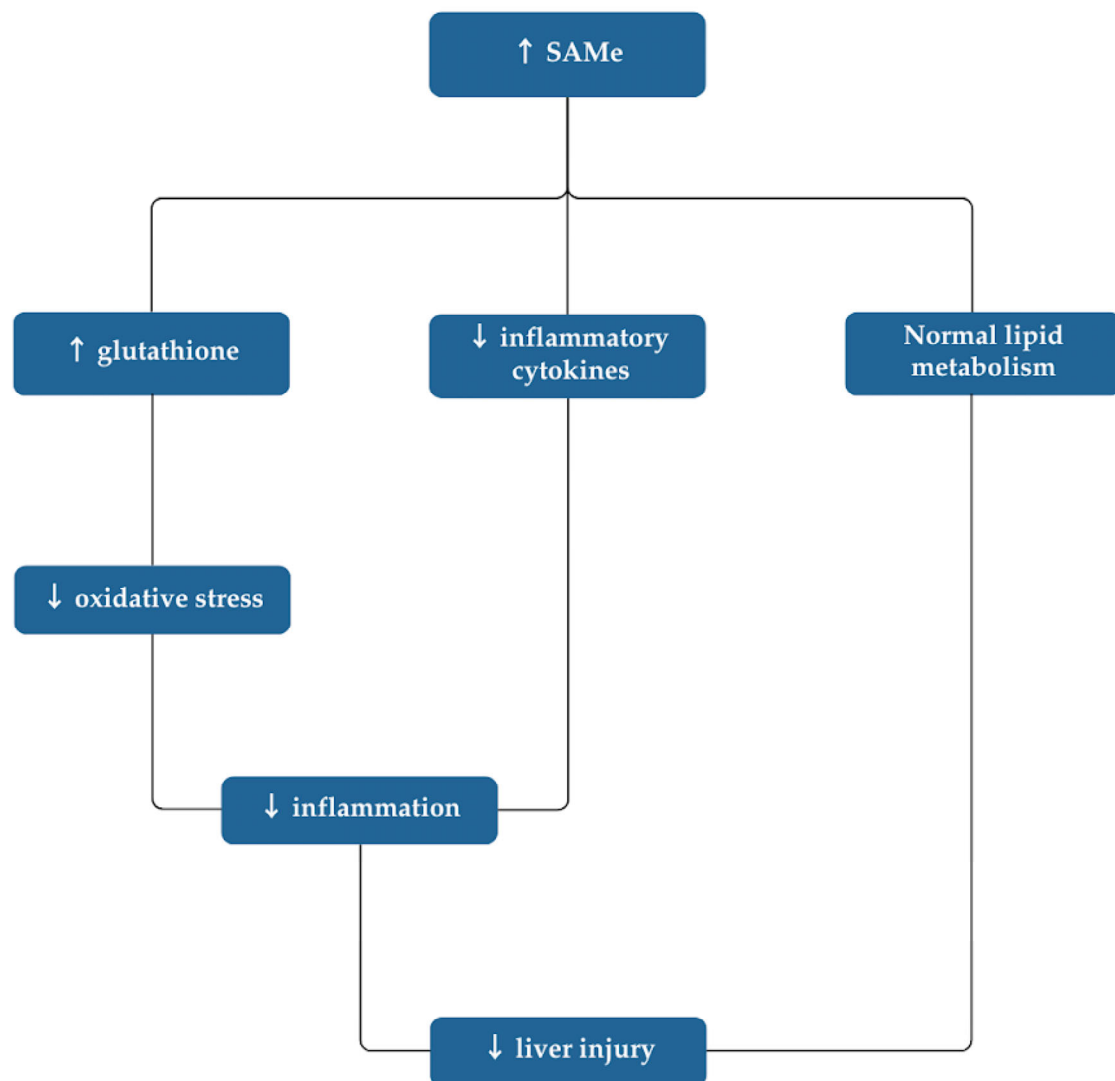 ↑ SAMe
↑ glutathione
↓ inflammatory
cytokines
Normal lipid
metabolism
↓ oxidative stress
↓ inflammation
↓ liver injury